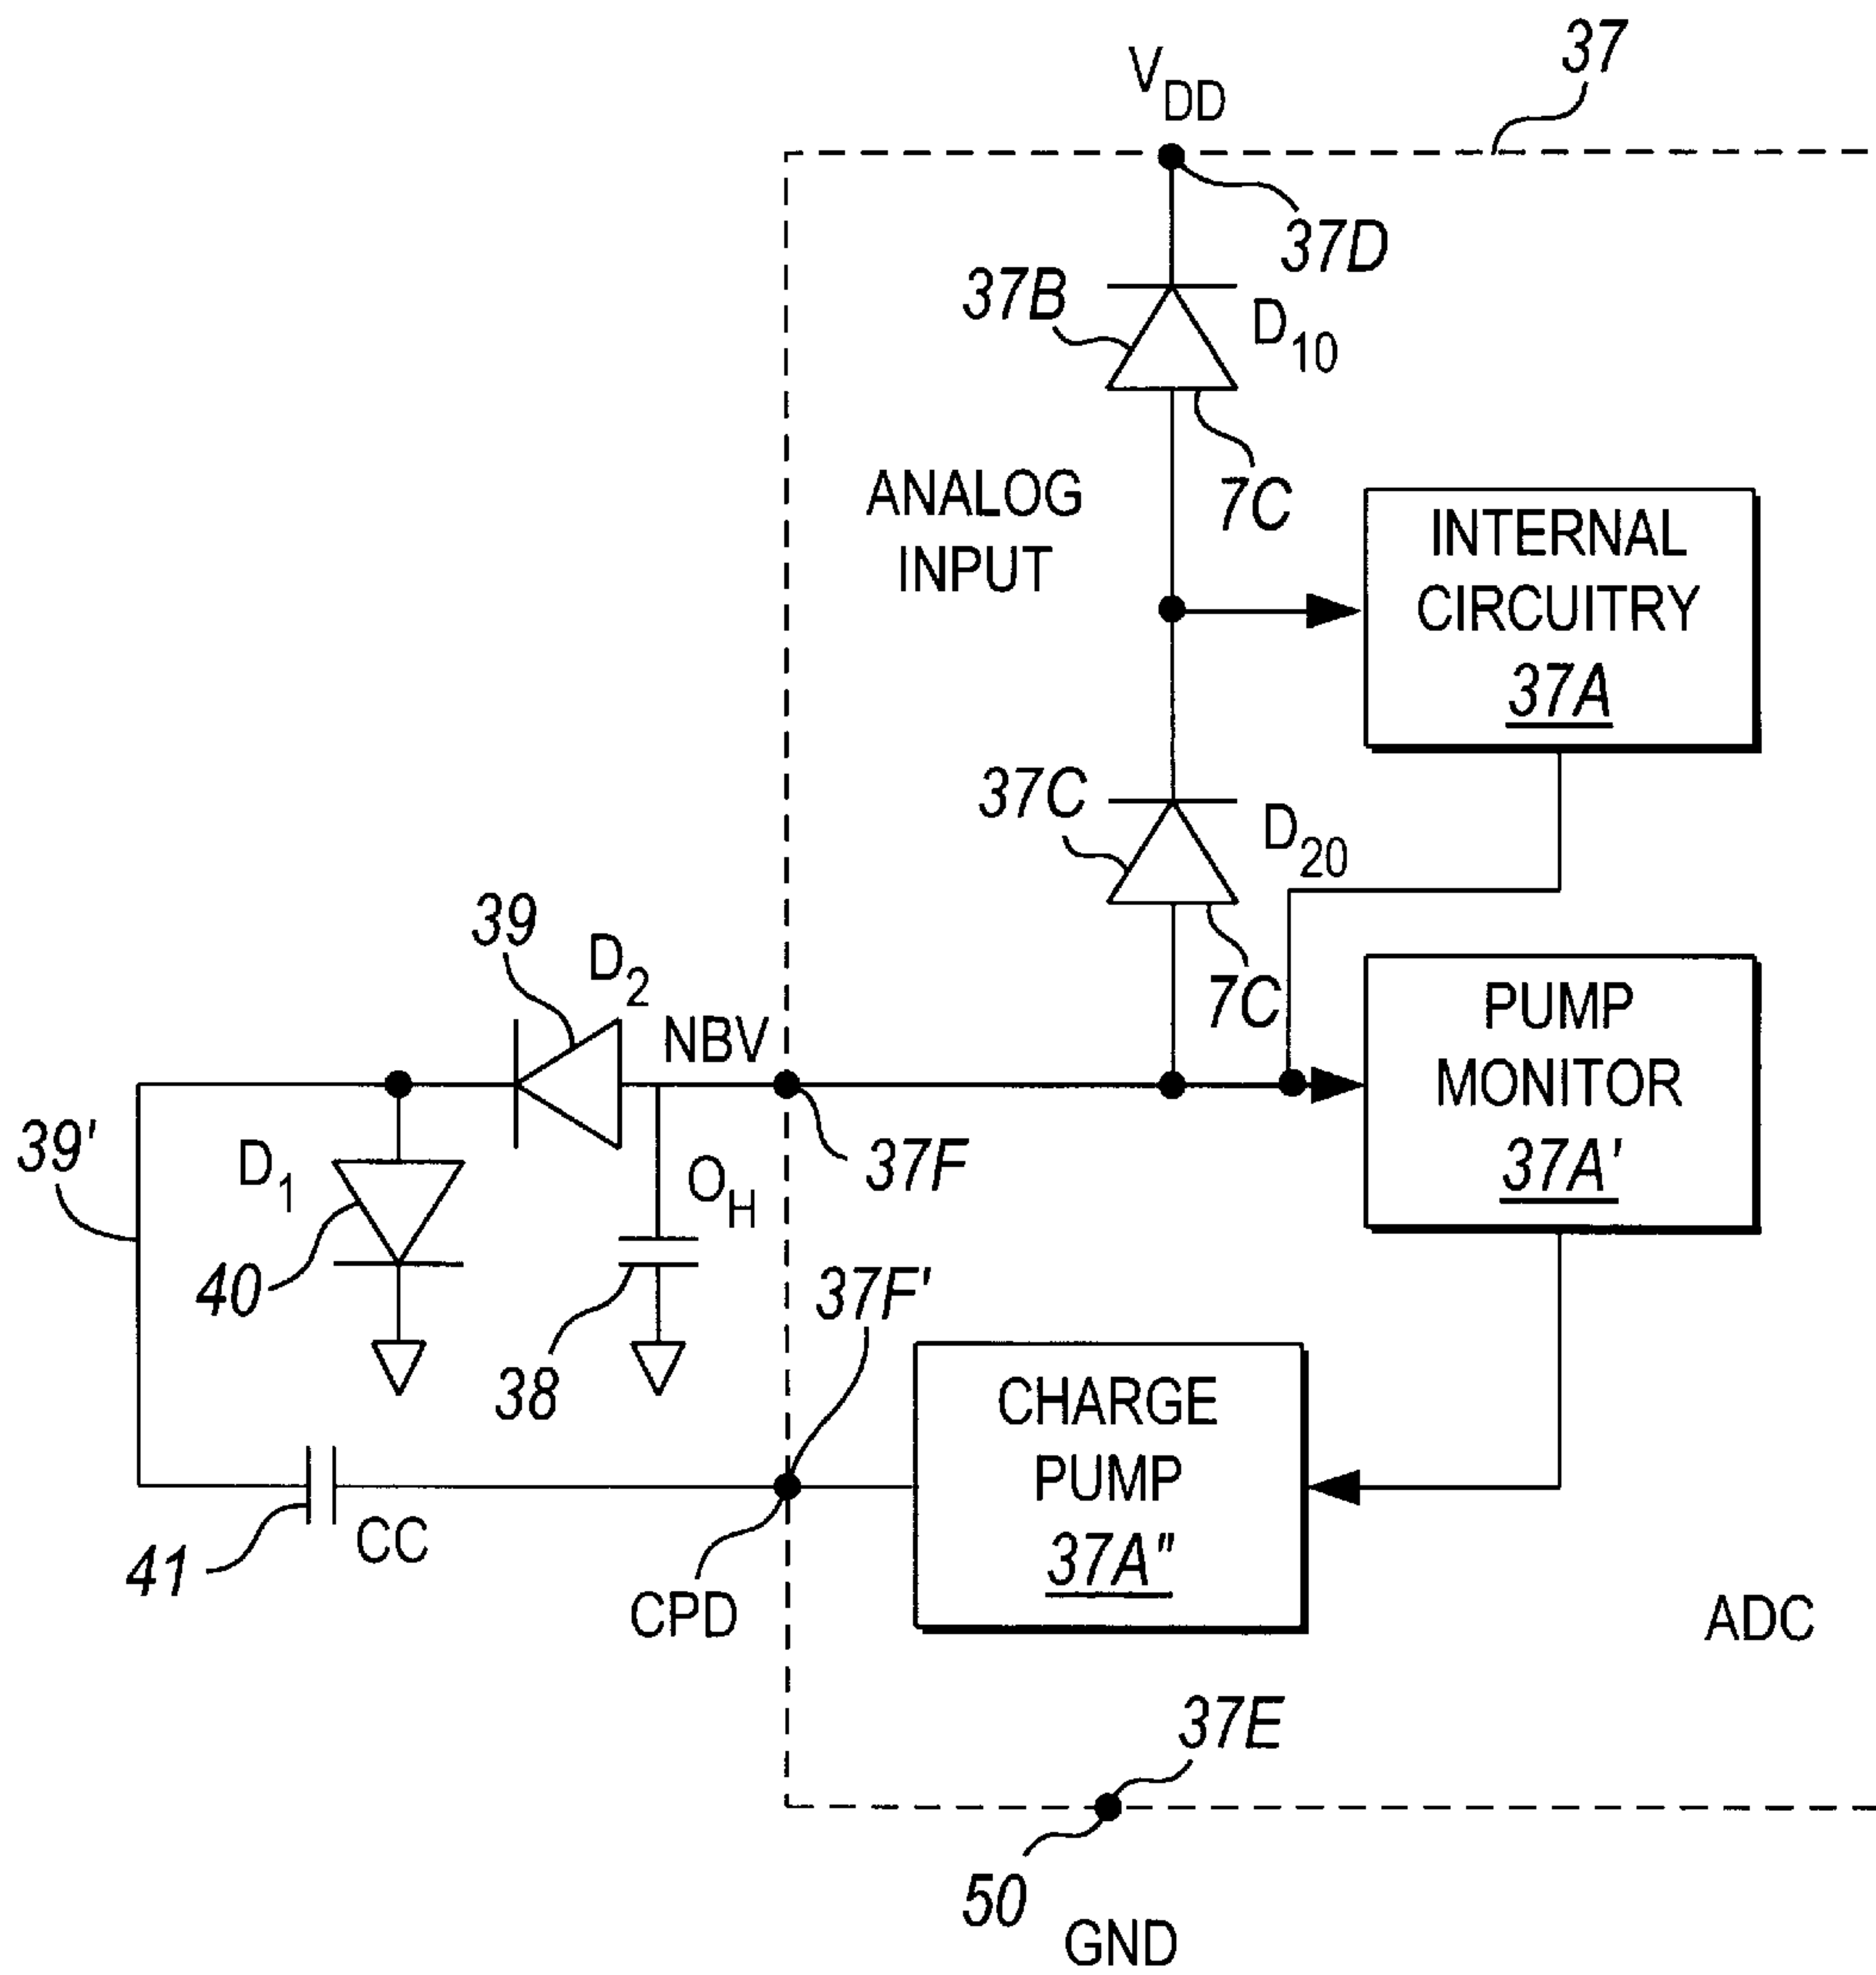 37
VDD
37D
37B
D10
7C
ANALOG
INPUT
INTERNAL
CIRCUITRY
37A
37C
D20
7C
39
D2
NBV
PUMP
MONITOR
37A'
39'
D1
OH
37F
40
38
37F'
CHARGE
PUMP
37A"
41
CC
CPD
ADC
37E
50
GND